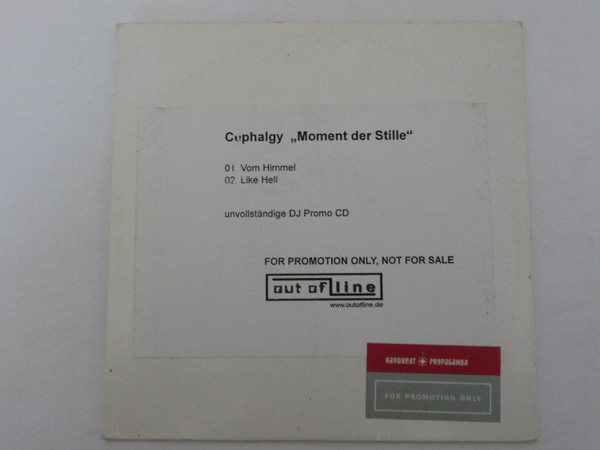 Cephalgy „Moment der Stille“
01. Vom Himmel
02. Like Hell
unvollständige DJ Promo CD
FOR PROMOTION ONLY, NOT FOR SALE
out of line
www.outofline.de
HARDBEAT PROPAGANDA
FOR PROMOTION ONLY